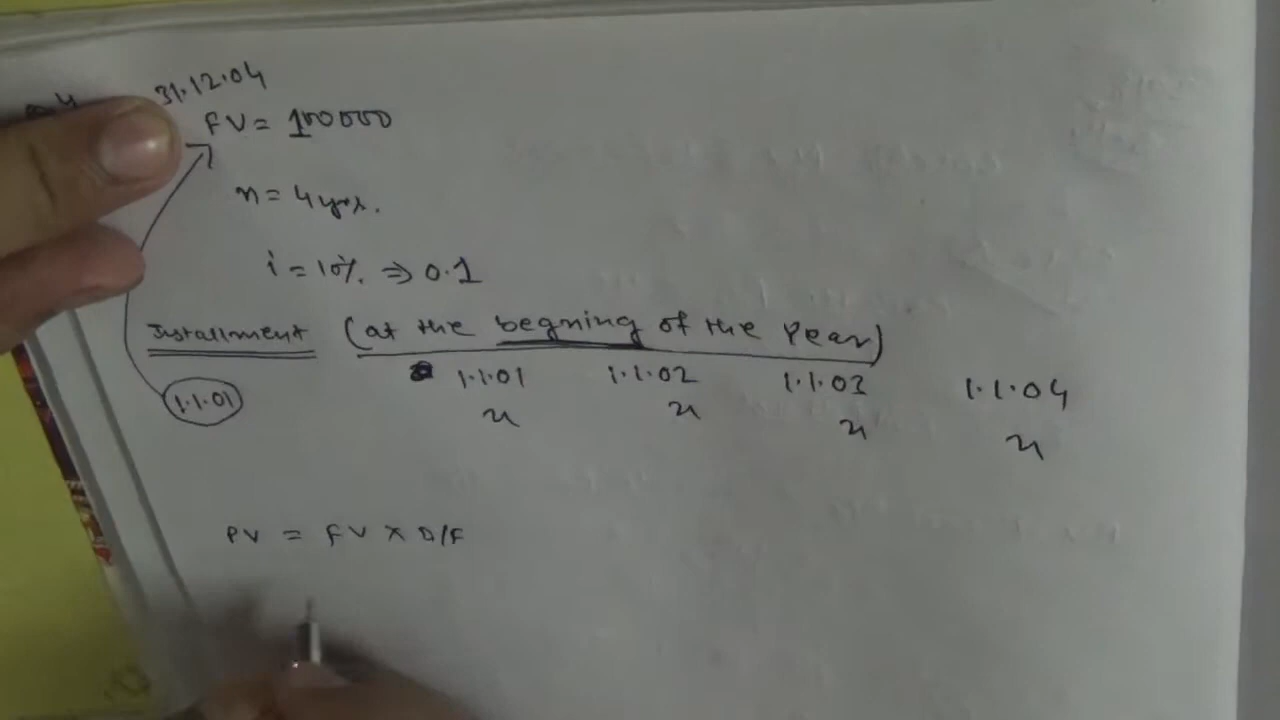 31.12.04
FV = 100000
n = 4 yrs.
i = 10% ⇒ 0.1
Installment (at the begning of the year)
1.1.01 1.1.01 1.1.02 1.1.03 1.1.04
x x x x
PV = FV × D/F